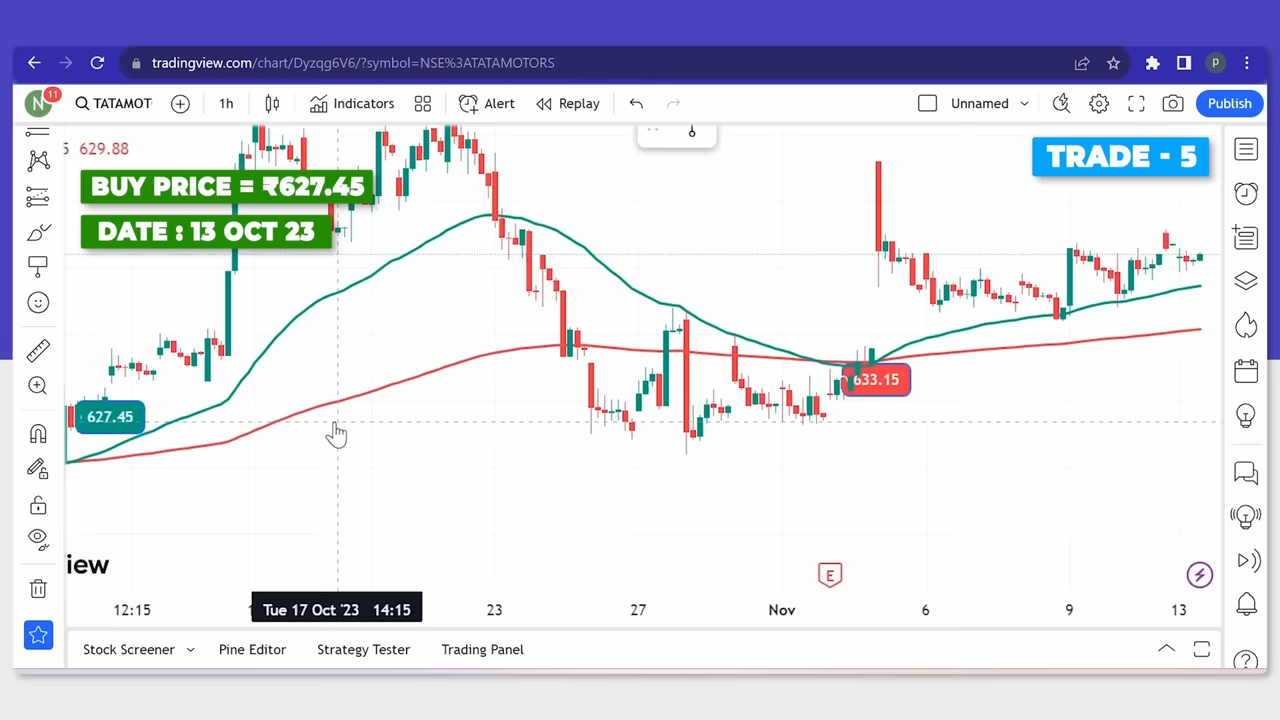 tradingview.com/chart/Dyzqg6V6/?symbol=NSE%3ATATAMOTORS
P
N 11 TATAMOT 1h Indicators Alert Replay Unnamed Publish
5 629.88
TRADE - 5
BUY PRICE = ₹627.45
DATE : 13 OCT 23
633.15
627.45
iew
E
12:15 Tue 17 Oct '23 14:15 23 27 Nov 6 9 13
Stock Screener Pine Editor Strategy Tester Trading Panel